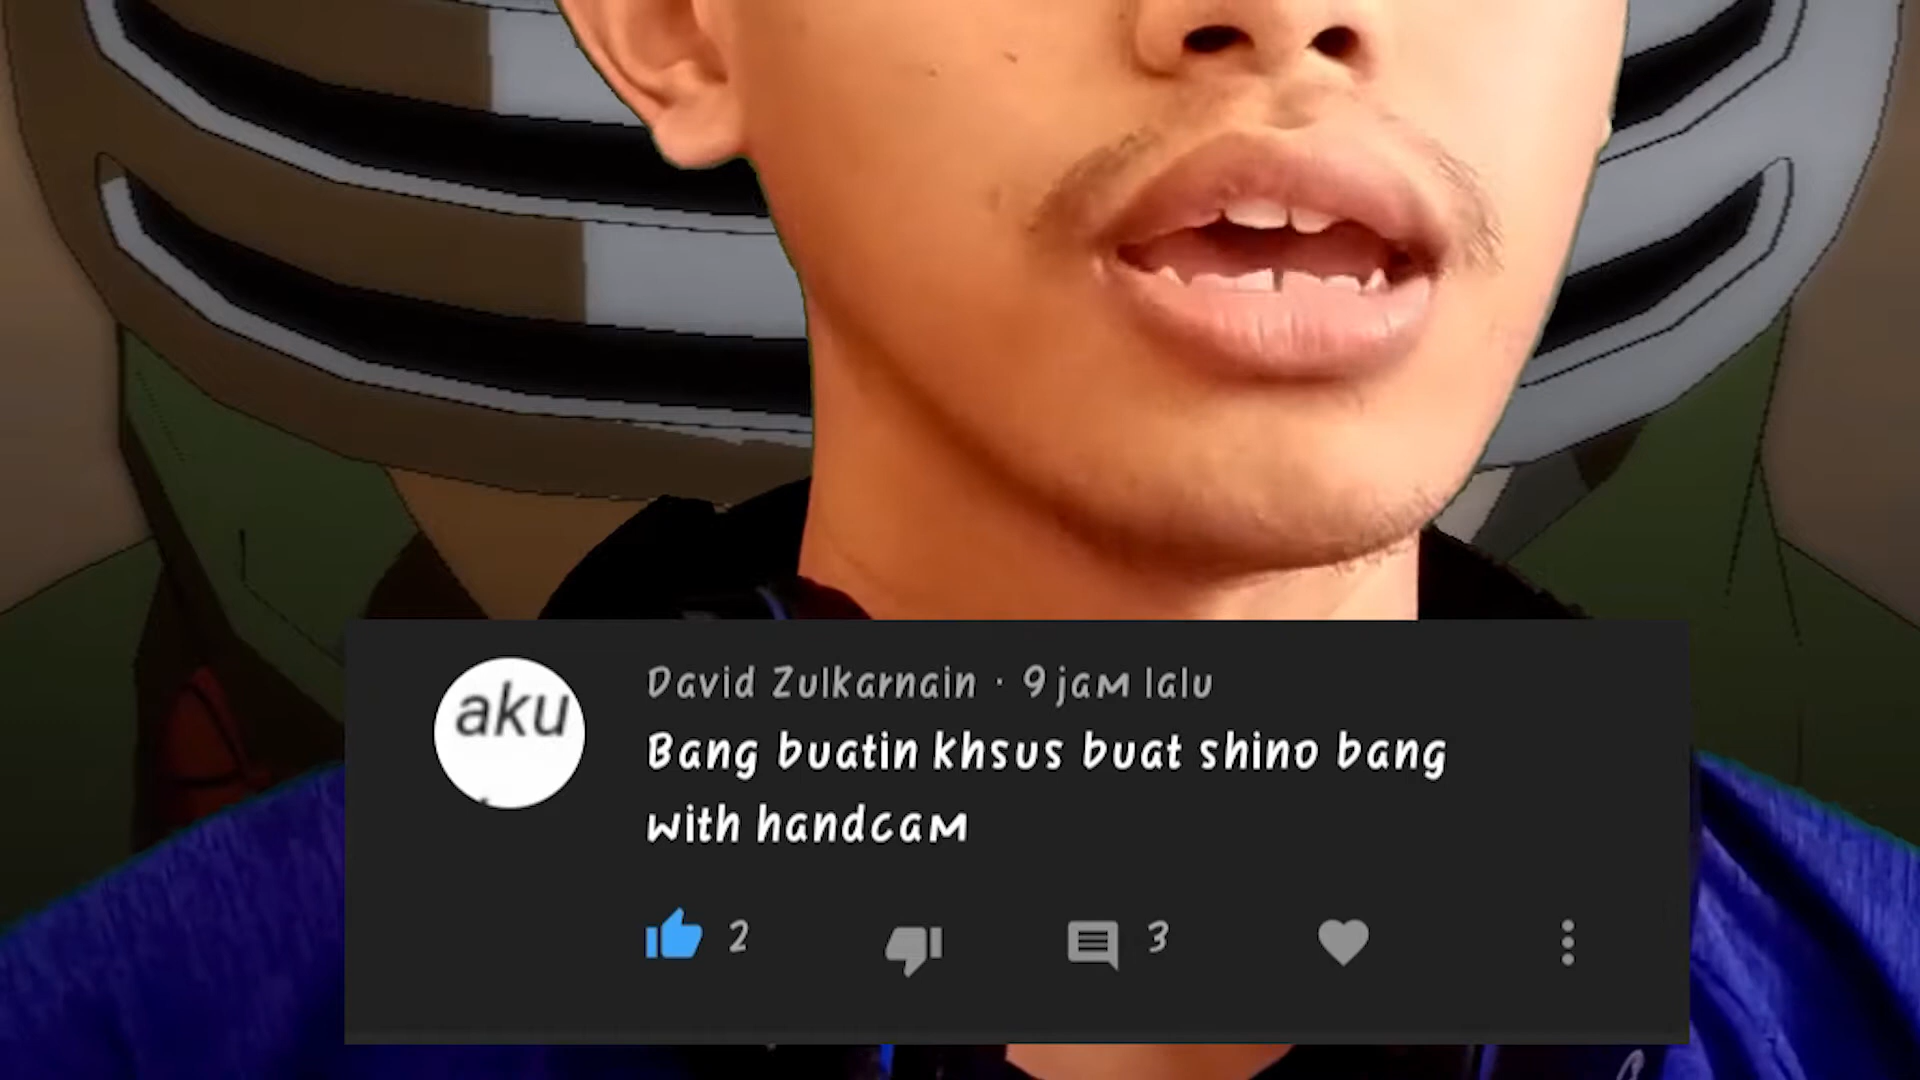 aku
David Zulkarnain · 9 jam lalu
Bang buatin khsus buat shino bang
with handcam
2
3